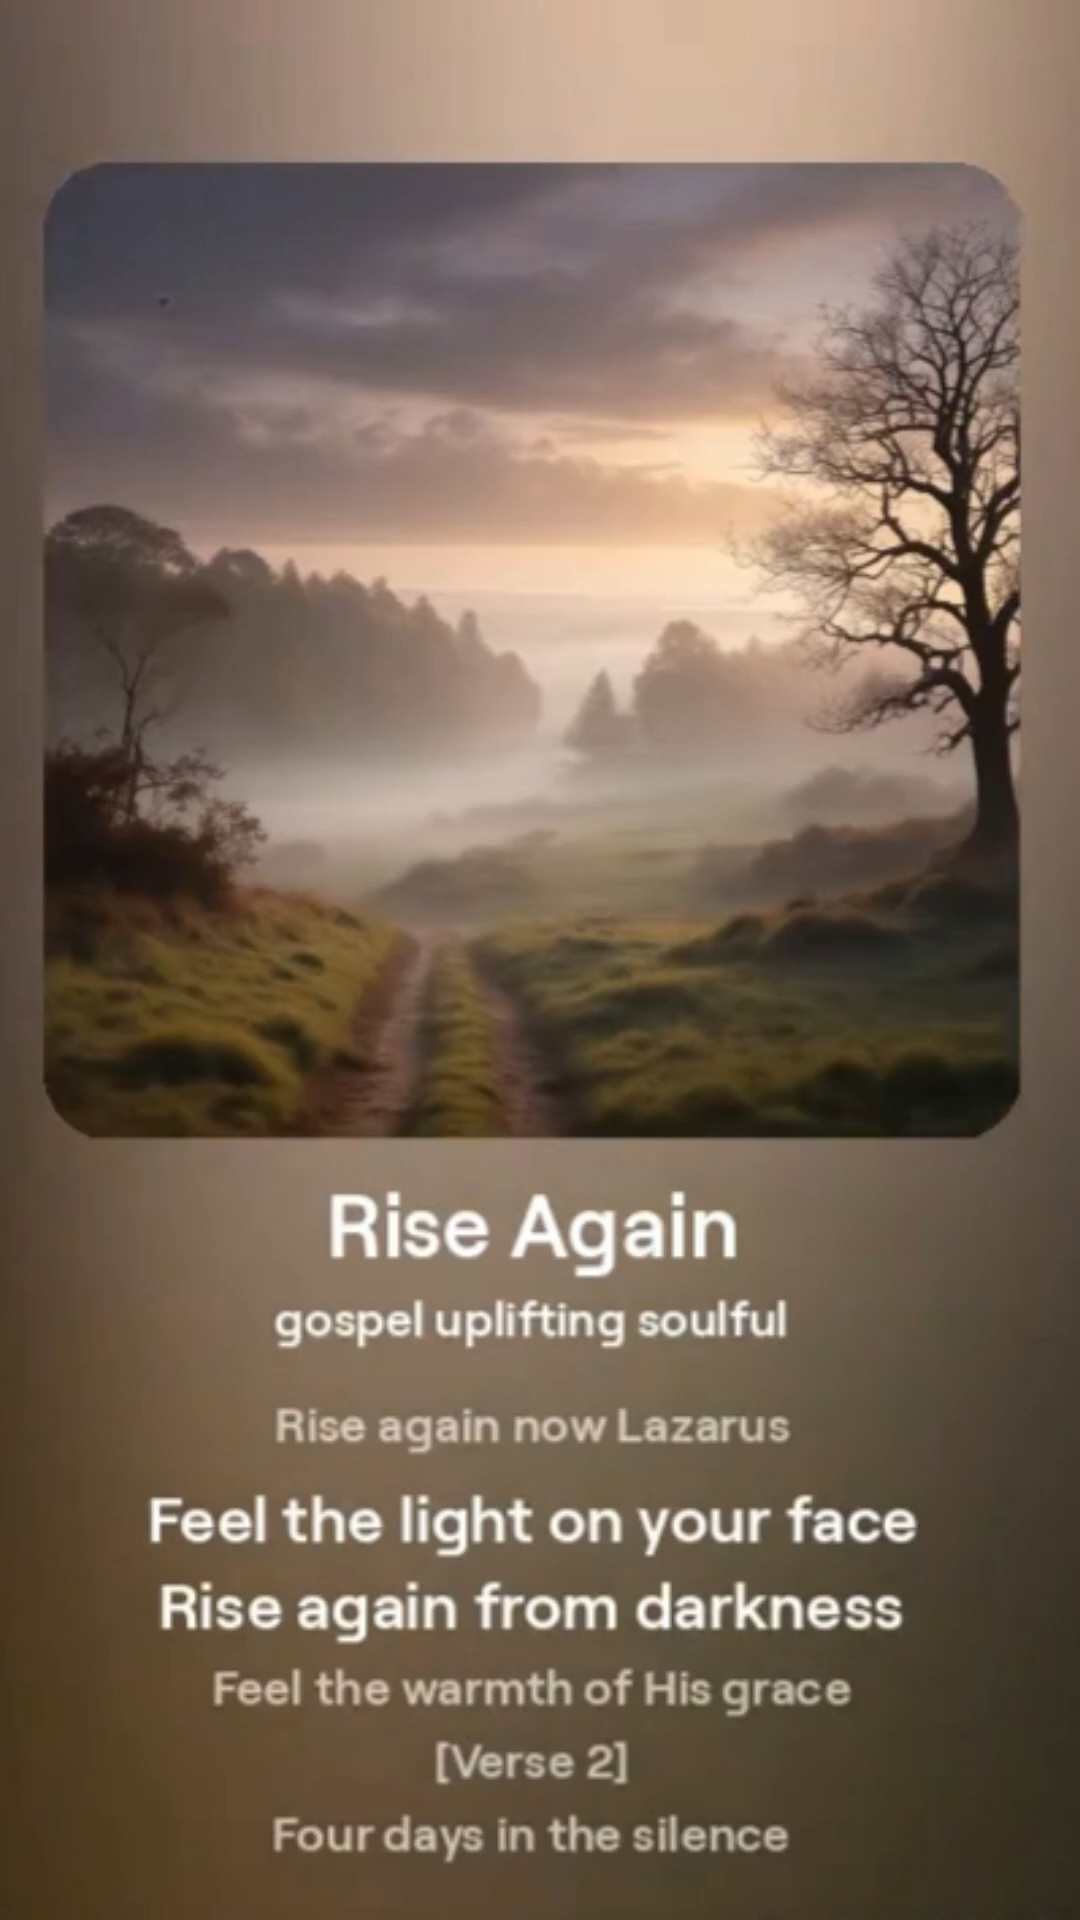 Rise Again
gospel uplifting soulful
Rise again now Lazarus
Feel the light on your face
Rise again from darkness
Feel the warmth of His grace
[Verse 2]
Four days in the silence